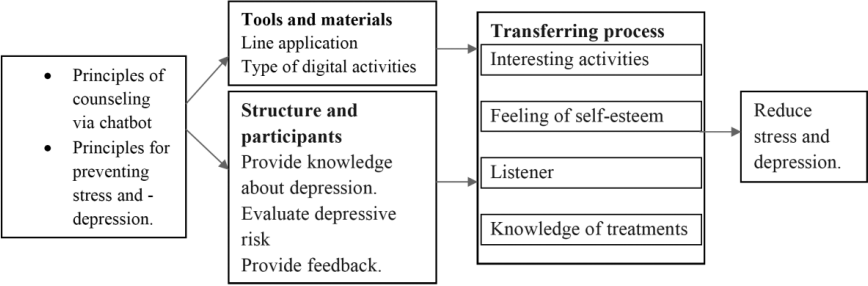 • Principles of
counseling
via chatbot
• Principles for
preventing
stress and -
depression.
Tools and materials
Line application
Type of digital activities
Structure and
participants
Provide knowledge
about depression.
Evaluate depressive
risk
Provide feedback.
Transferring process
Interesting activities
Feeling of self-esteem
Listener
Knowledge of treatments
Reduce
stress and
depression.